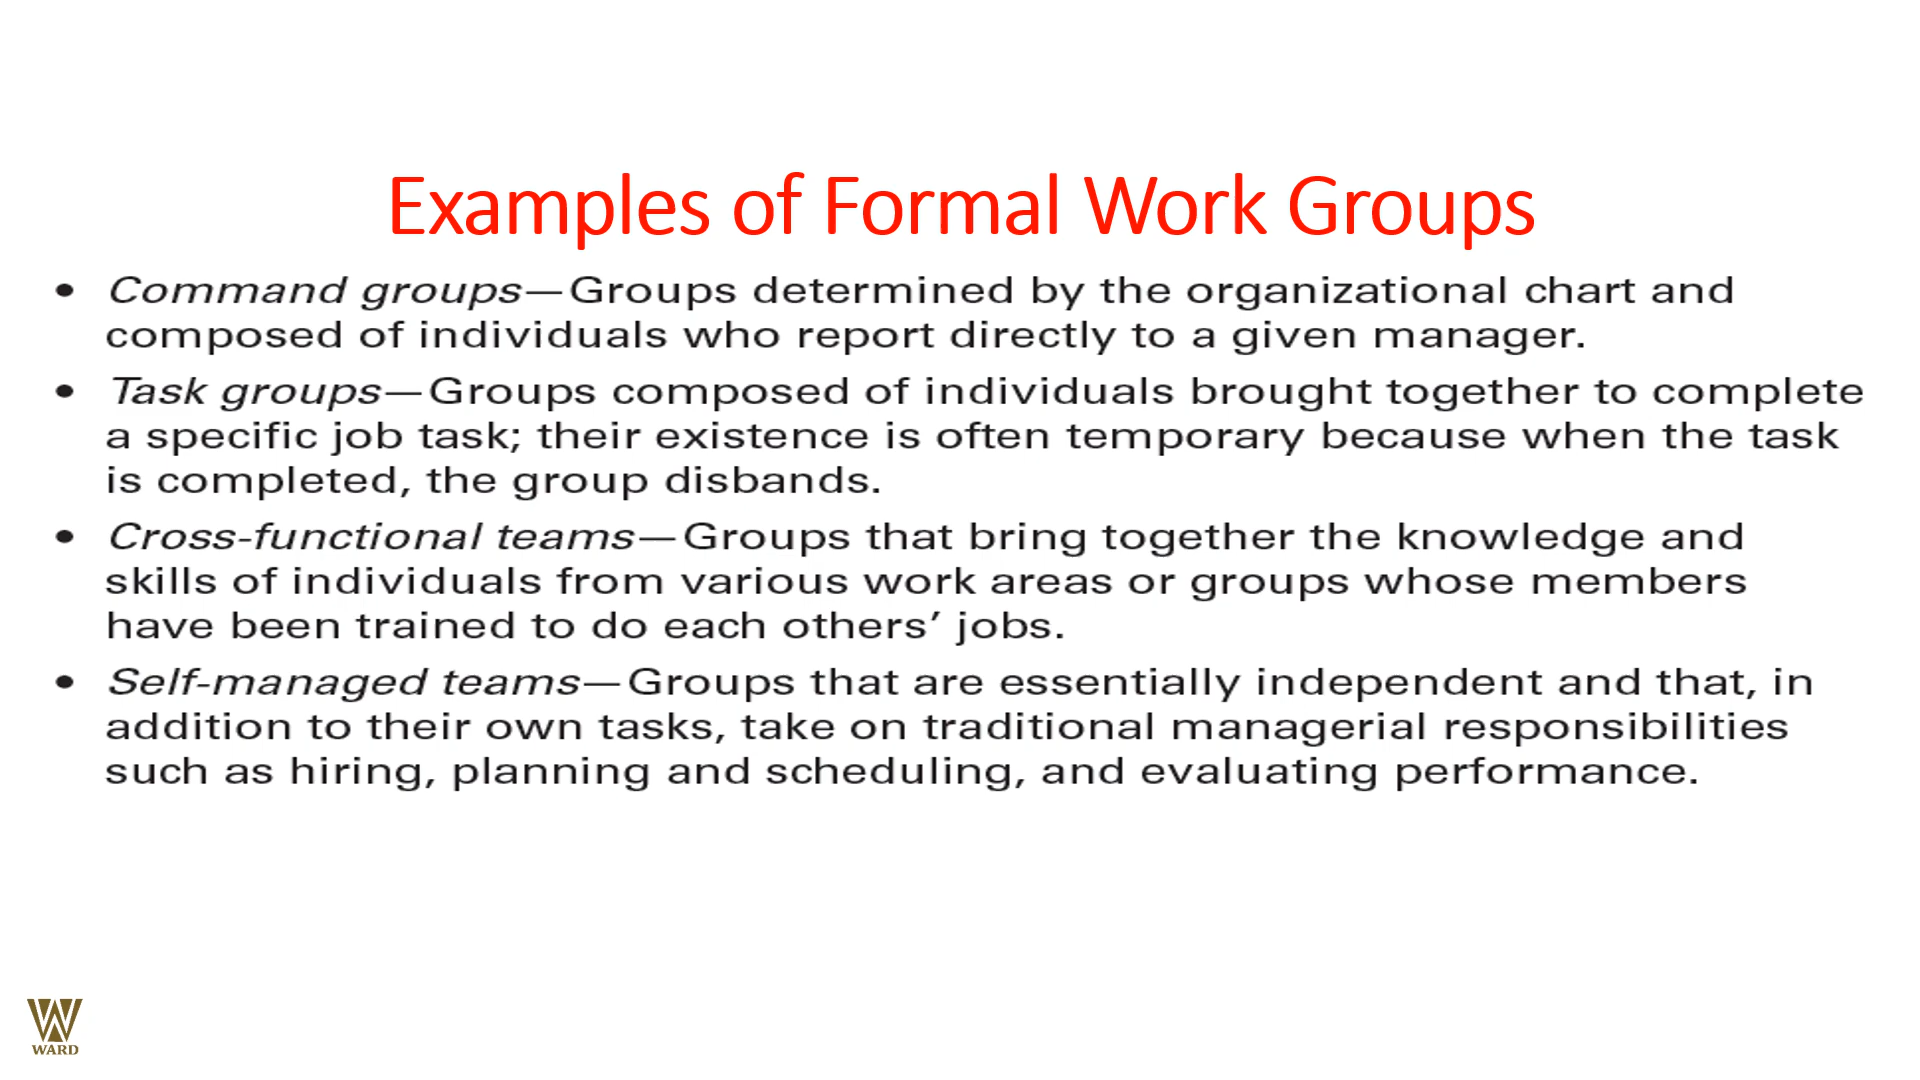 Examples of Formal Work Groups
• Command groups—Groups determined by the organizational chart and
composed of individuals who report directly to a given manager.
• Task groups—Groups composed of individuals brought together to complete
a specific job task; their existence is often temporary because when the task
is completed, the group disbands.
• Cross-functional teams—Groups that bring together the knowledge and
skills of individuals from various work areas or groups whose members
have been trained to do each others’ jobs.
• Self-managed teams—Groups that are essentially independent and that, in
addition to their own tasks, take on traditional managerial responsibilities
such as hiring, planning and scheduling, and evaluating performance.
WARD